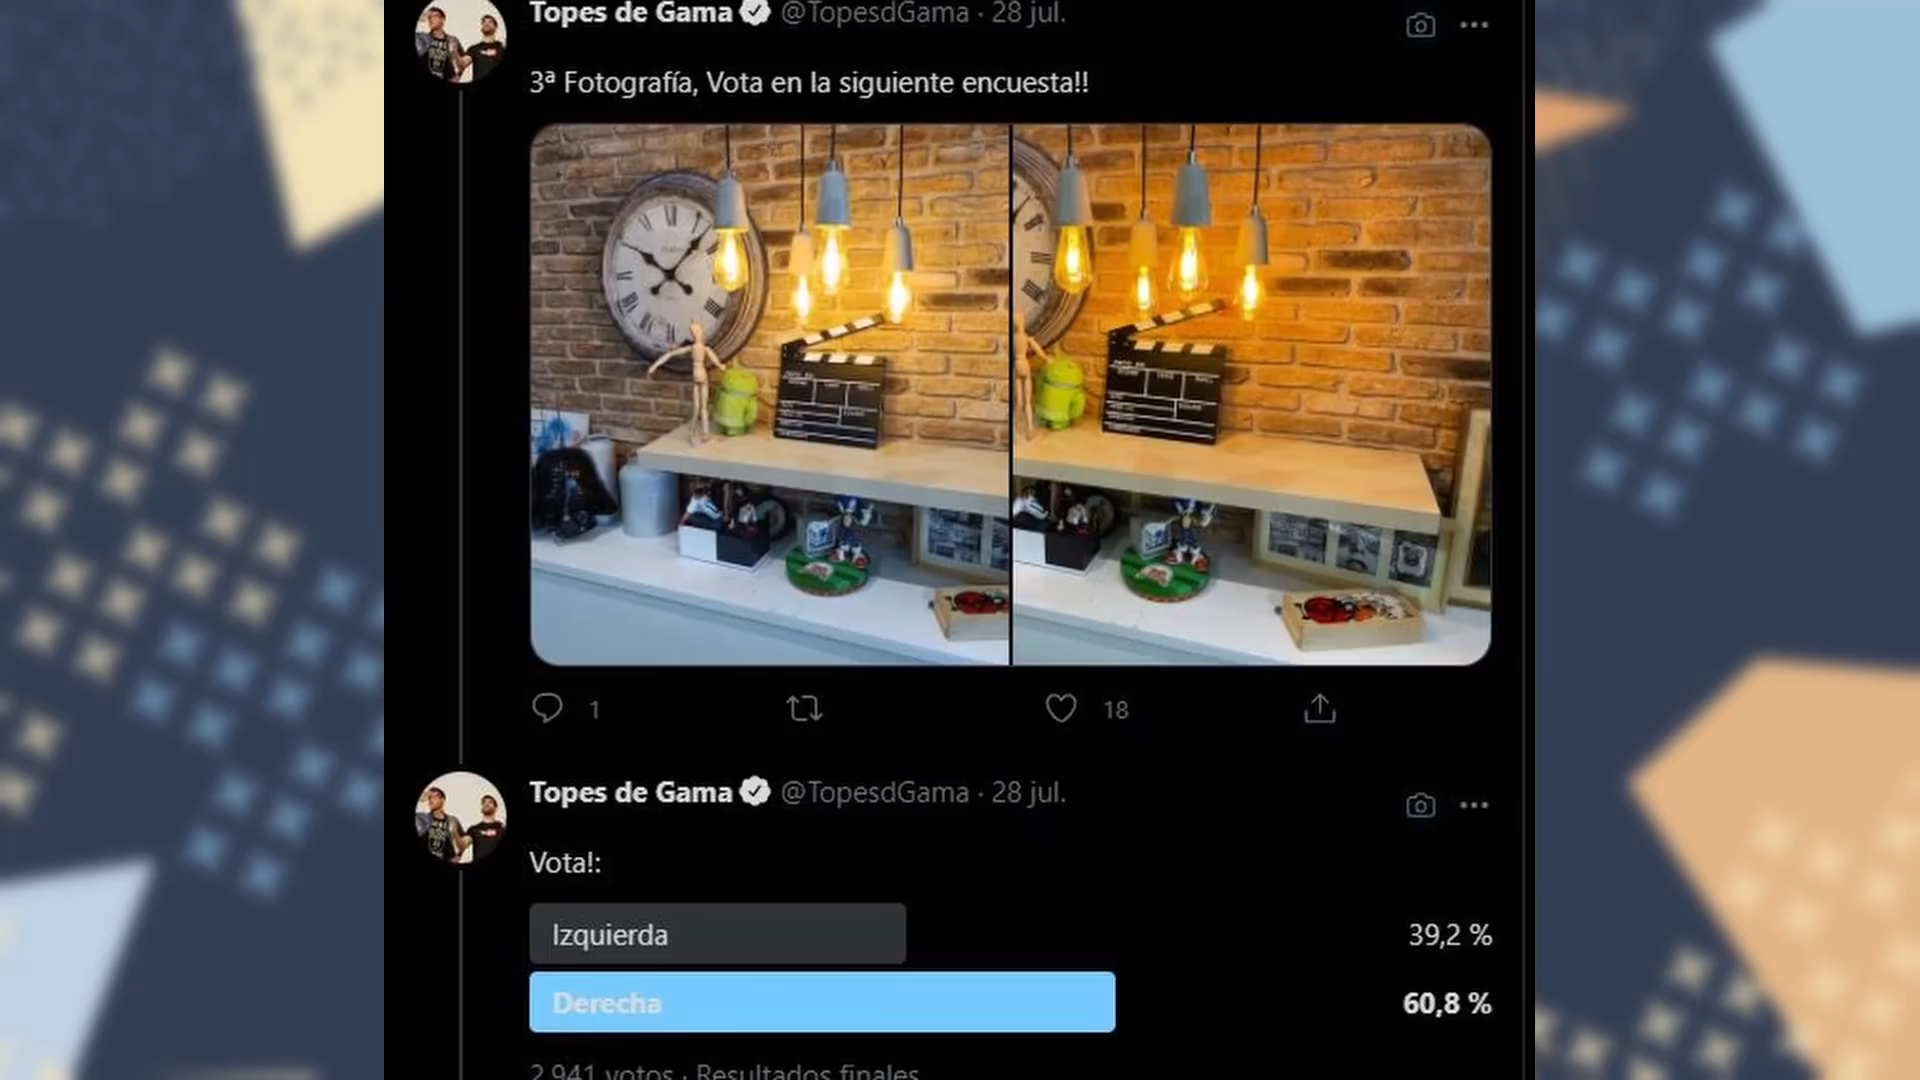 Topes de Gama @TopesdGama · 28 jul.
3ª Fotografía, Vota en la siguiente encuesta!!
1
18
Topes de Gama @TopesdGama · 28 jul.
Vota!:
Izquierda 39,2 %
Derecha 60,8 %
2.941 votos · Resultados finales